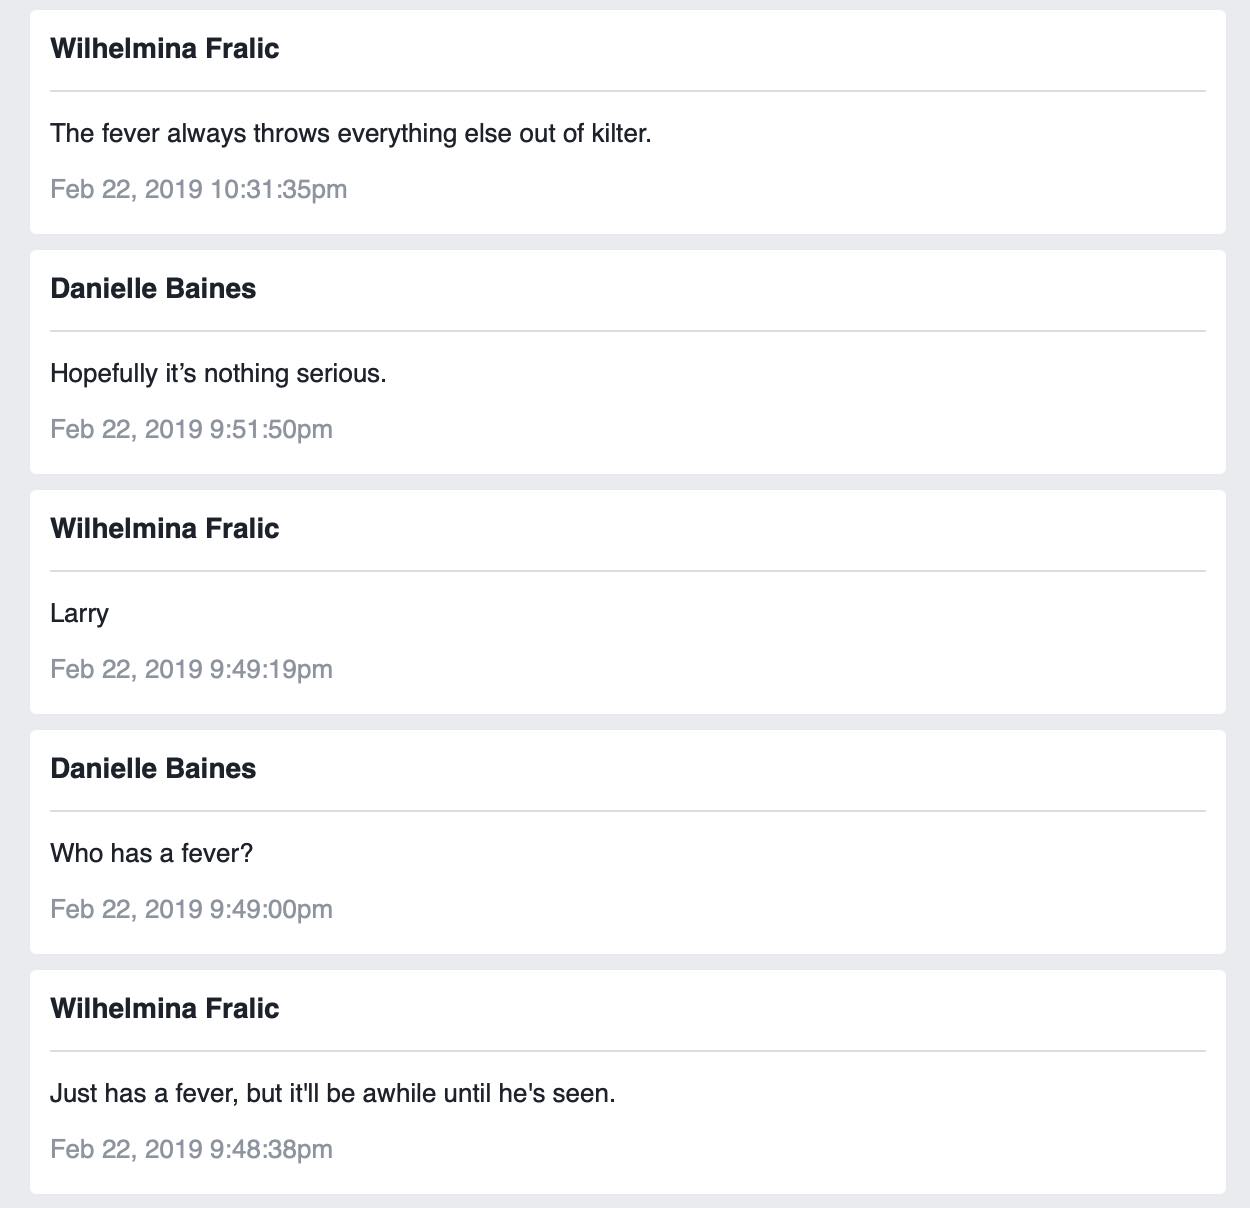 Wilhelmina Fralic
The fever always throws everything else out of kilter.
Feb 22, 2019 10:31:35pm
Danielle Baines
Hopefully it’s nothing serious.
Feb 22, 2019 9:51:50pm
Wilhelmina Fralic
Larry
Feb 22, 2019 9:49:19pm
Danielle Baines
Who has a fever?
Feb 22, 2019 9:49:00pm
Wilhelmina Fralic
Just has a fever, but it'll be awhile until he's seen.
Feb 22, 2019 9:48:38pm